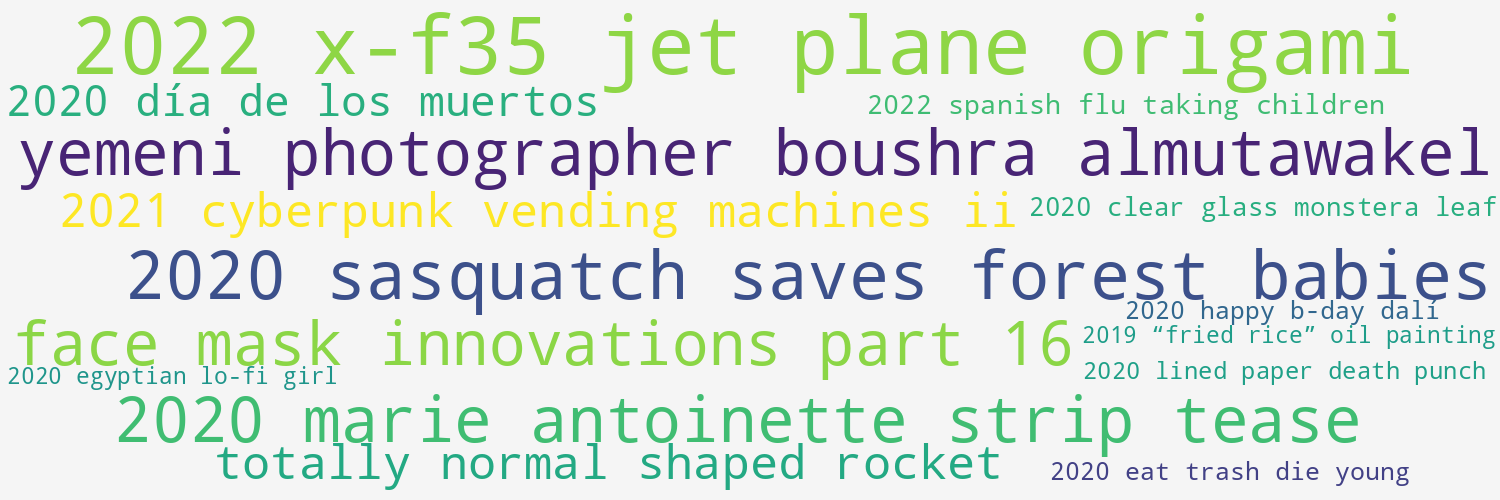 2022 x-f35 jet plane origami
2020 día de los muertos
2022 spanish flu taking children
yemeni photographer boushra almutawakel
2021 cyberpunk vending machines ii
2020 clear glass monstera leaf
2020 sasquatch saves forest babies
2020 happy b-day dalí
face mask innovations part 16
2019 “fried rice” oil painting
2020 egyptian lo-fi girl
2020 lined paper death punch
2020 marie antoinette strip tease
totally normal shaped rocket
2020 eat trash die young